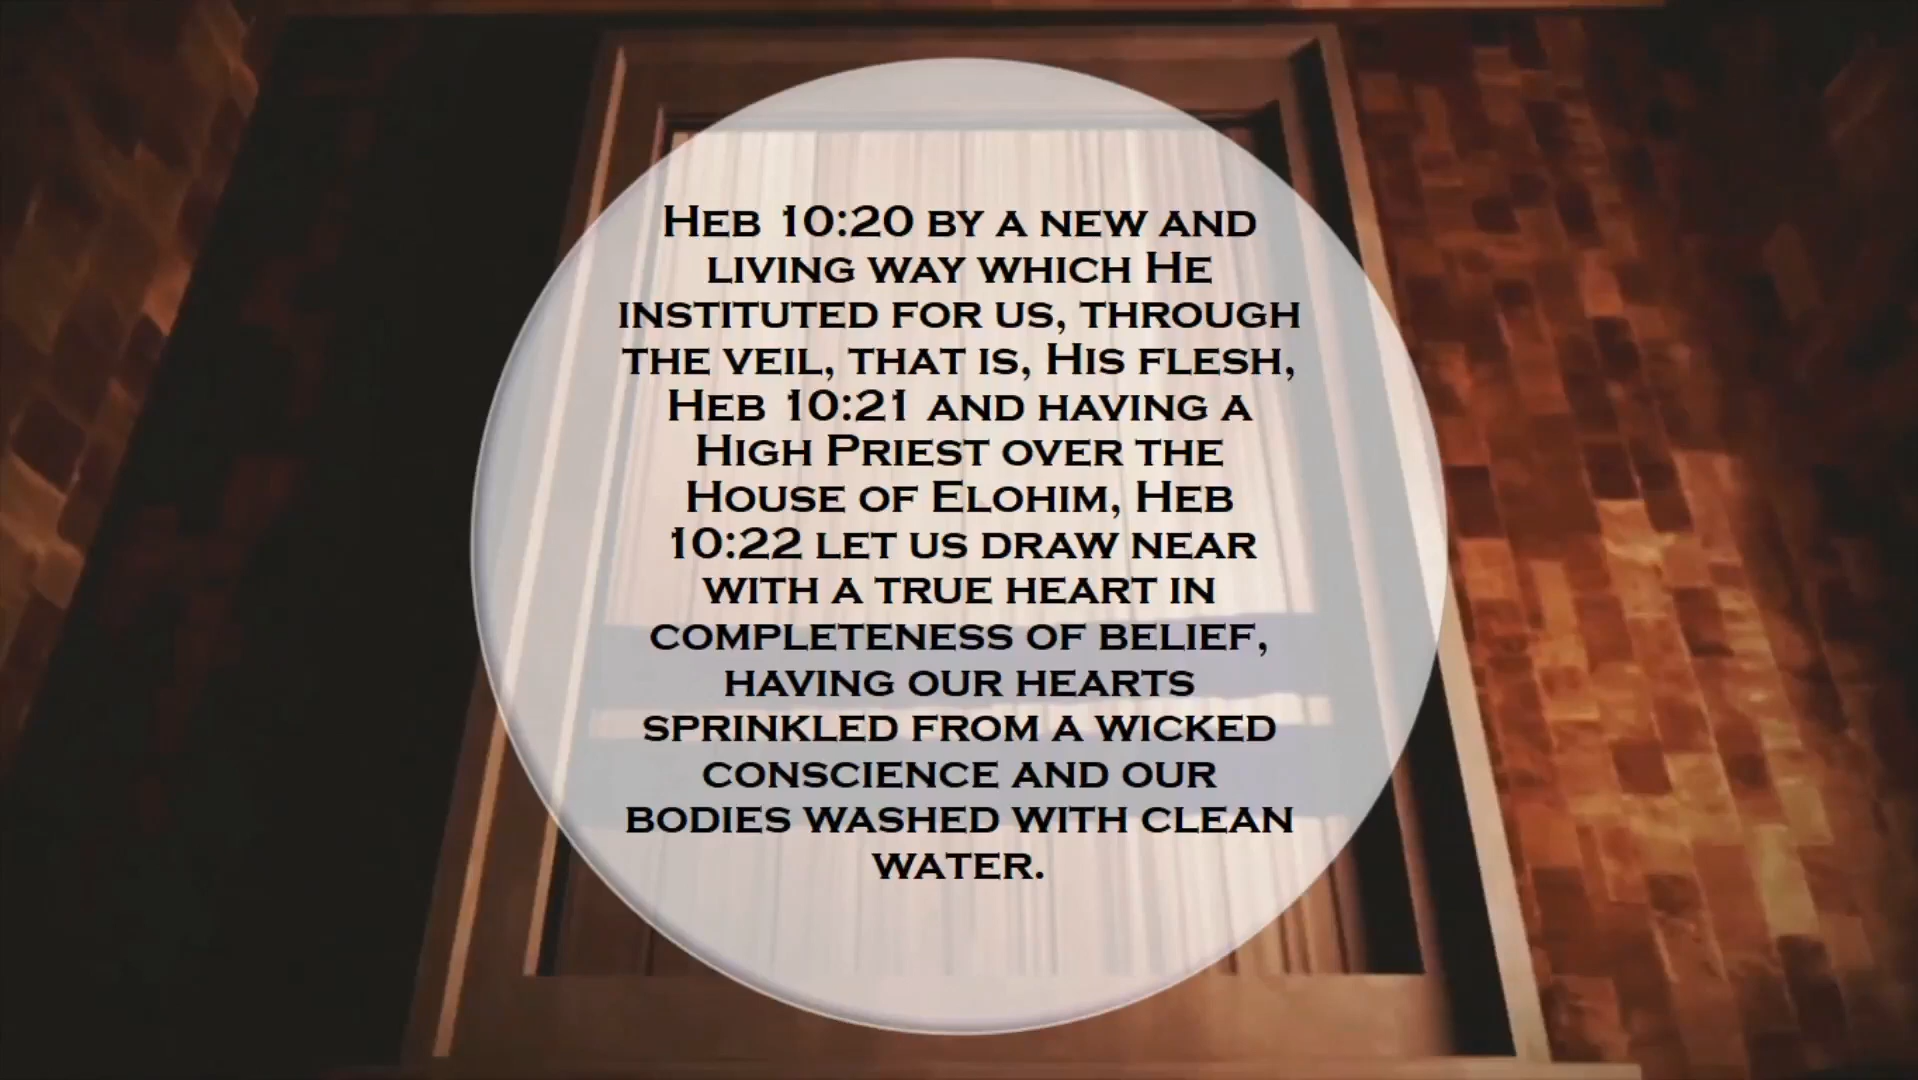 Heb 10:20 by a new and
living way which He
instituted for us, through
the veil, that is, His flesh,
Heb 10:21 and having a
High Priest over the
House of Elohim, Heb
10:22 let us draw near
with a true heart in
completeness of belief,
having our hearts
sprinkled from a wicked
conscience and our
bodies washed with clean
water.